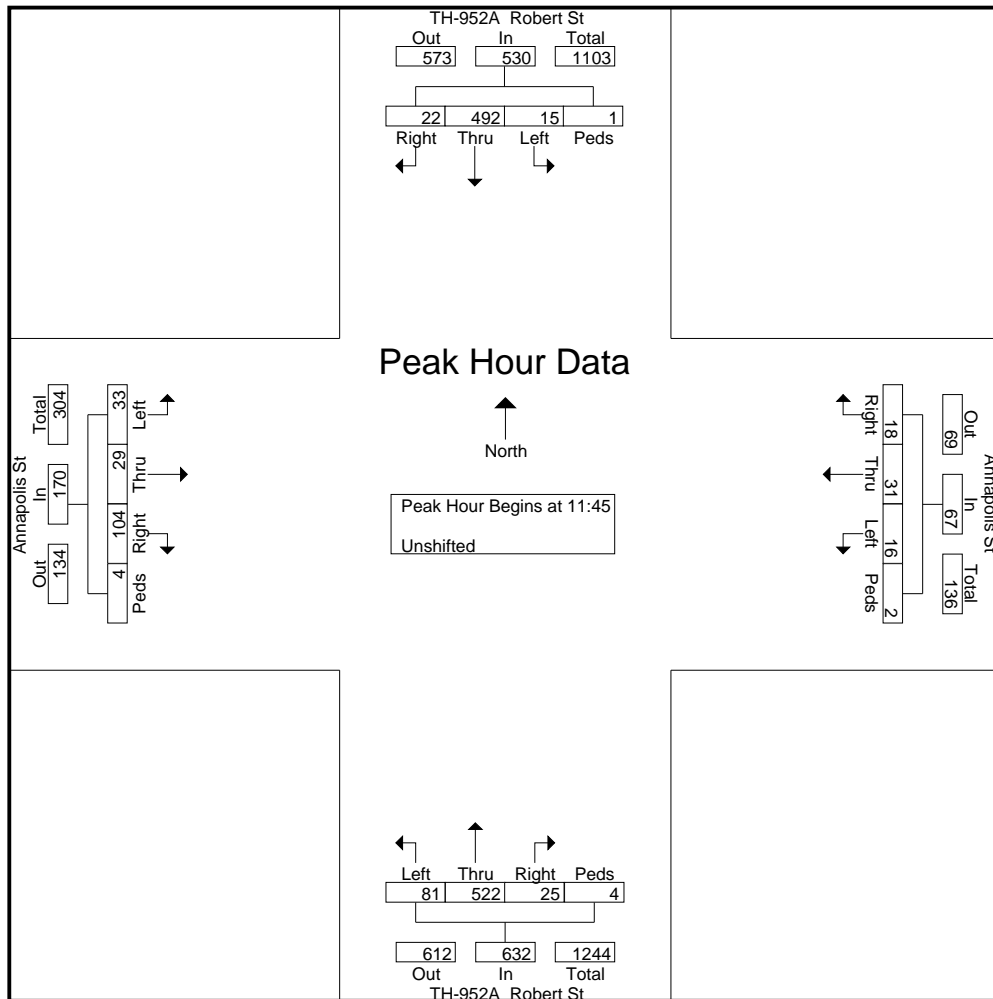 TH-952A Robert St
Out In Total
573 530 1103
22 492 15 1
Right Thru Left Peds
Peak Hour Data
North
Peak Hour Begins at 11:45
Unshifted
Annapolis St
Total In Out
304 170 134
33 29 104 4
Left Thru Right Peds
Annapolis St
Out In Total
69 67 136
18 31 16 2
Right Thru Left Peds
Left Thru Right Peds
81 522 25 4
612 632 1244
Out In Total
TH-952A Robert St